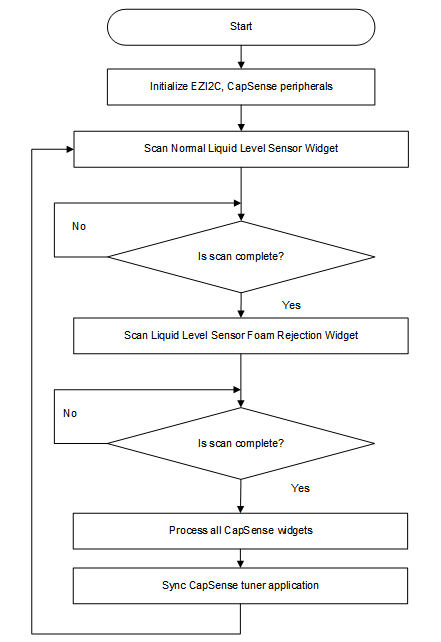 Start
Initialize EZI2C, CapSense peripherals
Scan Normal Liquid Level Sensor Widget
No
Is scan complete?
Yes
Scan Liquid Level Sensor Foam Rejection Widget
No
Is scan complete?
Yes
Process all CapSense widgets
Sync CapSense tuner application